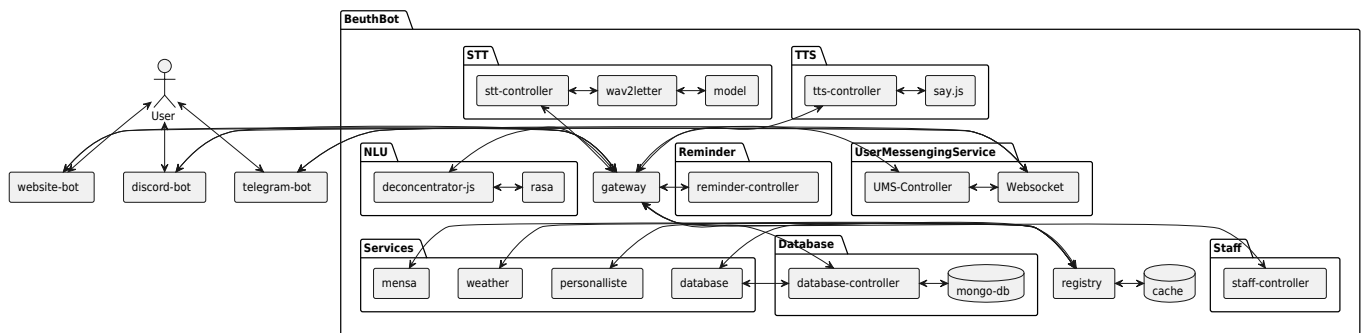 BeuthBot
STT
TTS
stt-controller
wav2letter
model
tts-controller
say.js
User
NLU
Reminder
UserMessengingService
website-bot
discord-bot
telegram-bot
deconcentrator-js
rasa
gateway
reminder-controller
UMS-Controller
Websocket
Services
Database
Staff
mensa
weather
personalliste
database
database-controller
mongo-db
registry
cache
staff-controller